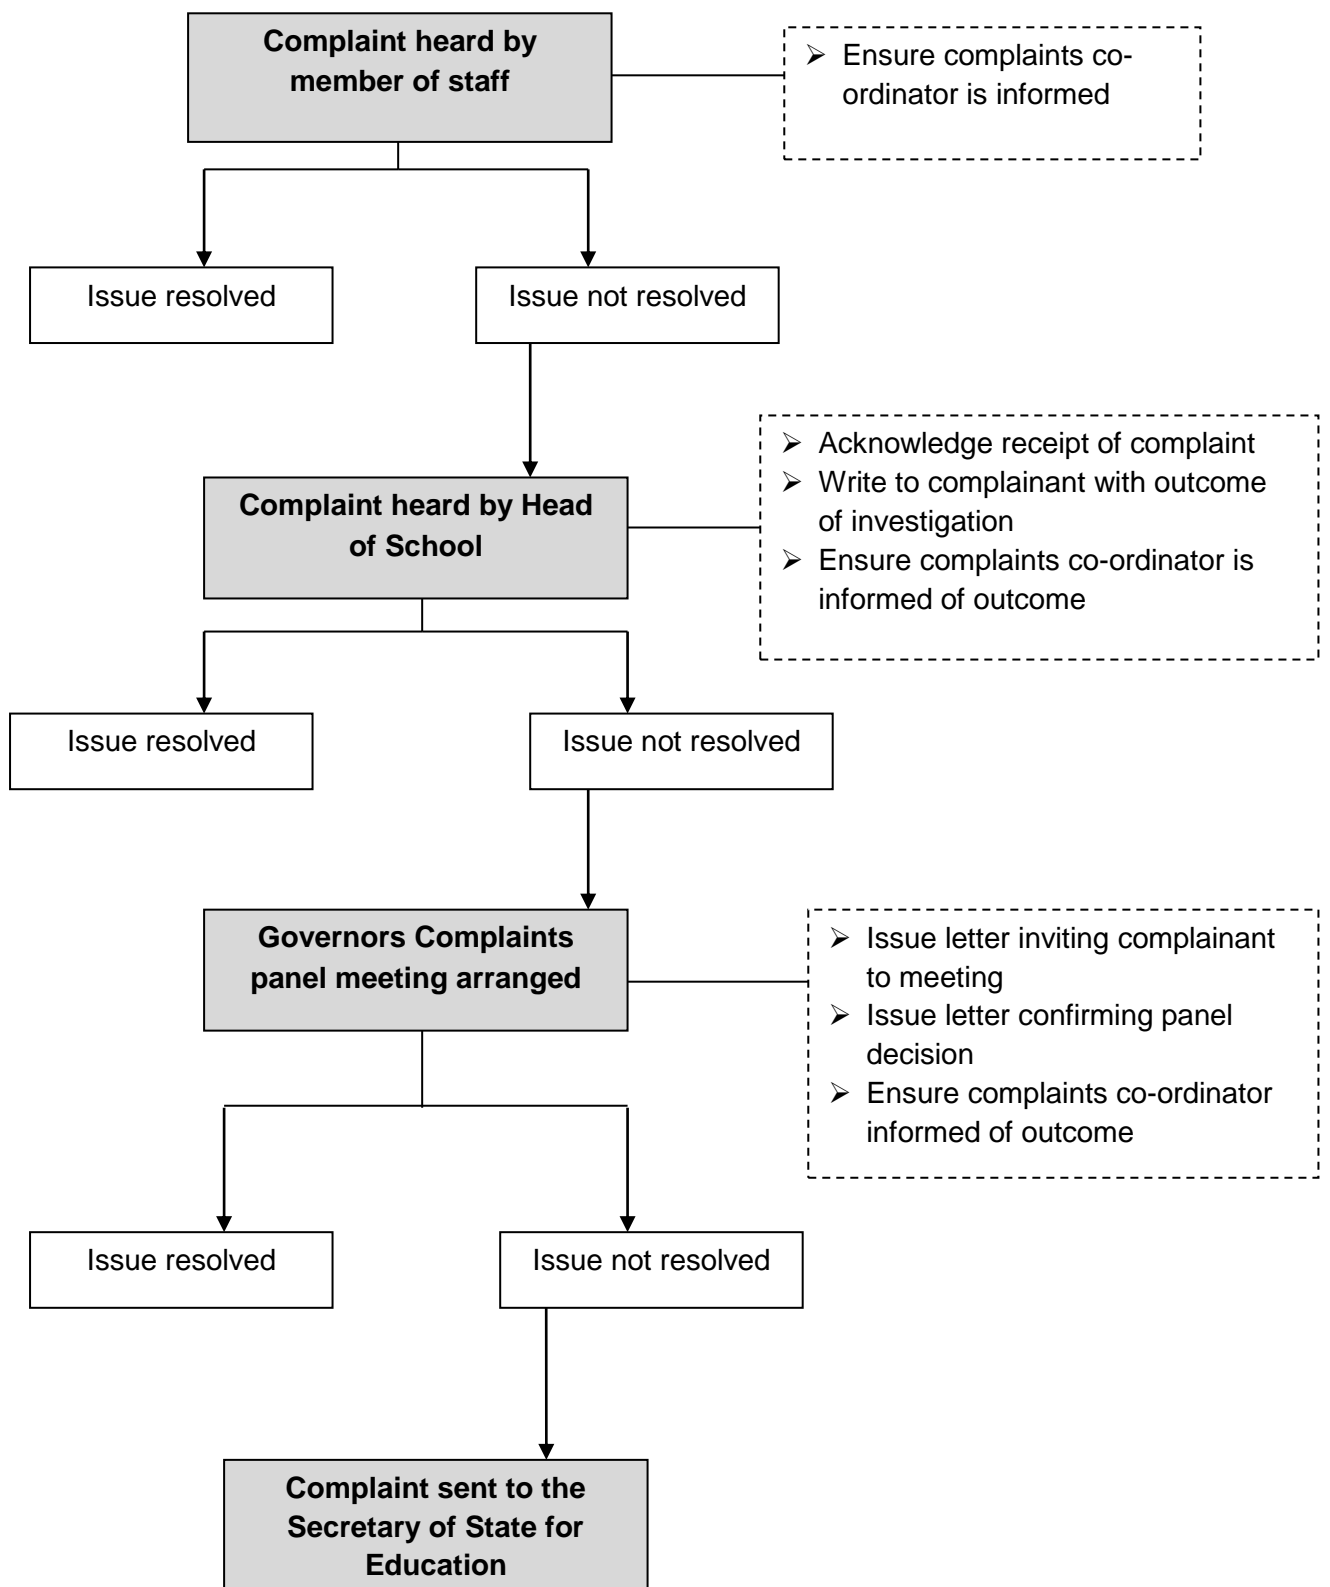 Complaint heard by
member of staff
➢ Ensure complaints co-
ordinator is informed
Issue resolved
Issue not resolved
➢ Acknowledge receipt of complaint
➢ Write to complainant with outcome
of investigation
➢ Ensure complaints co-ordinator is
informed of outcome
Complaint heard by Head
of School
Issue resolved
Issue not resolved
Governors Complaints
panel meeting arranged
➢ Issue letter inviting complainant
to meeting
➢ Issue letter confirming panel
decision
➢ Ensure complaints co-ordinator
informed of outcome
Issue resolved
Issue not resolved
Complaint sent to the
Secretary of State for
Education